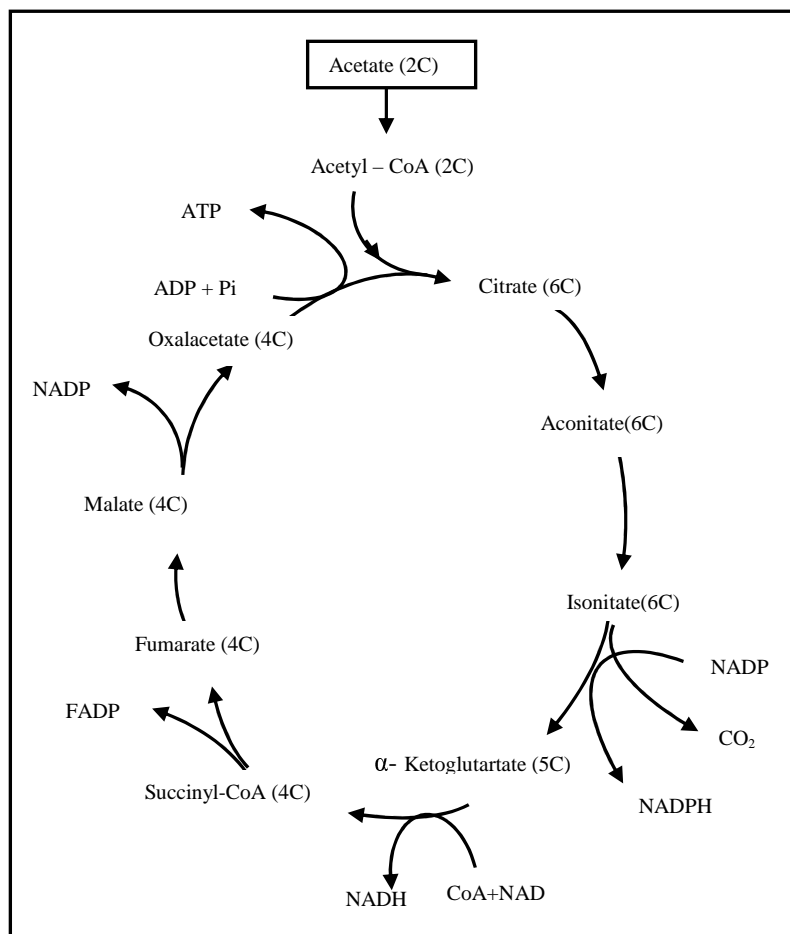 Acetate (2C)
Acetyl – CoA (2C)
ATP
ADP + Pi
Citrate (6C)
Oxalacetate (4C)
NADP
Aconitate(6C)
Malate (4C)
Isonitate(6C)
Fumarate (4C)
NADP
FADP
CO₂
α- Ketoglutartate (5C)
Succinyl-CoA (4C)
NADPH
NADH
CoA+NAD